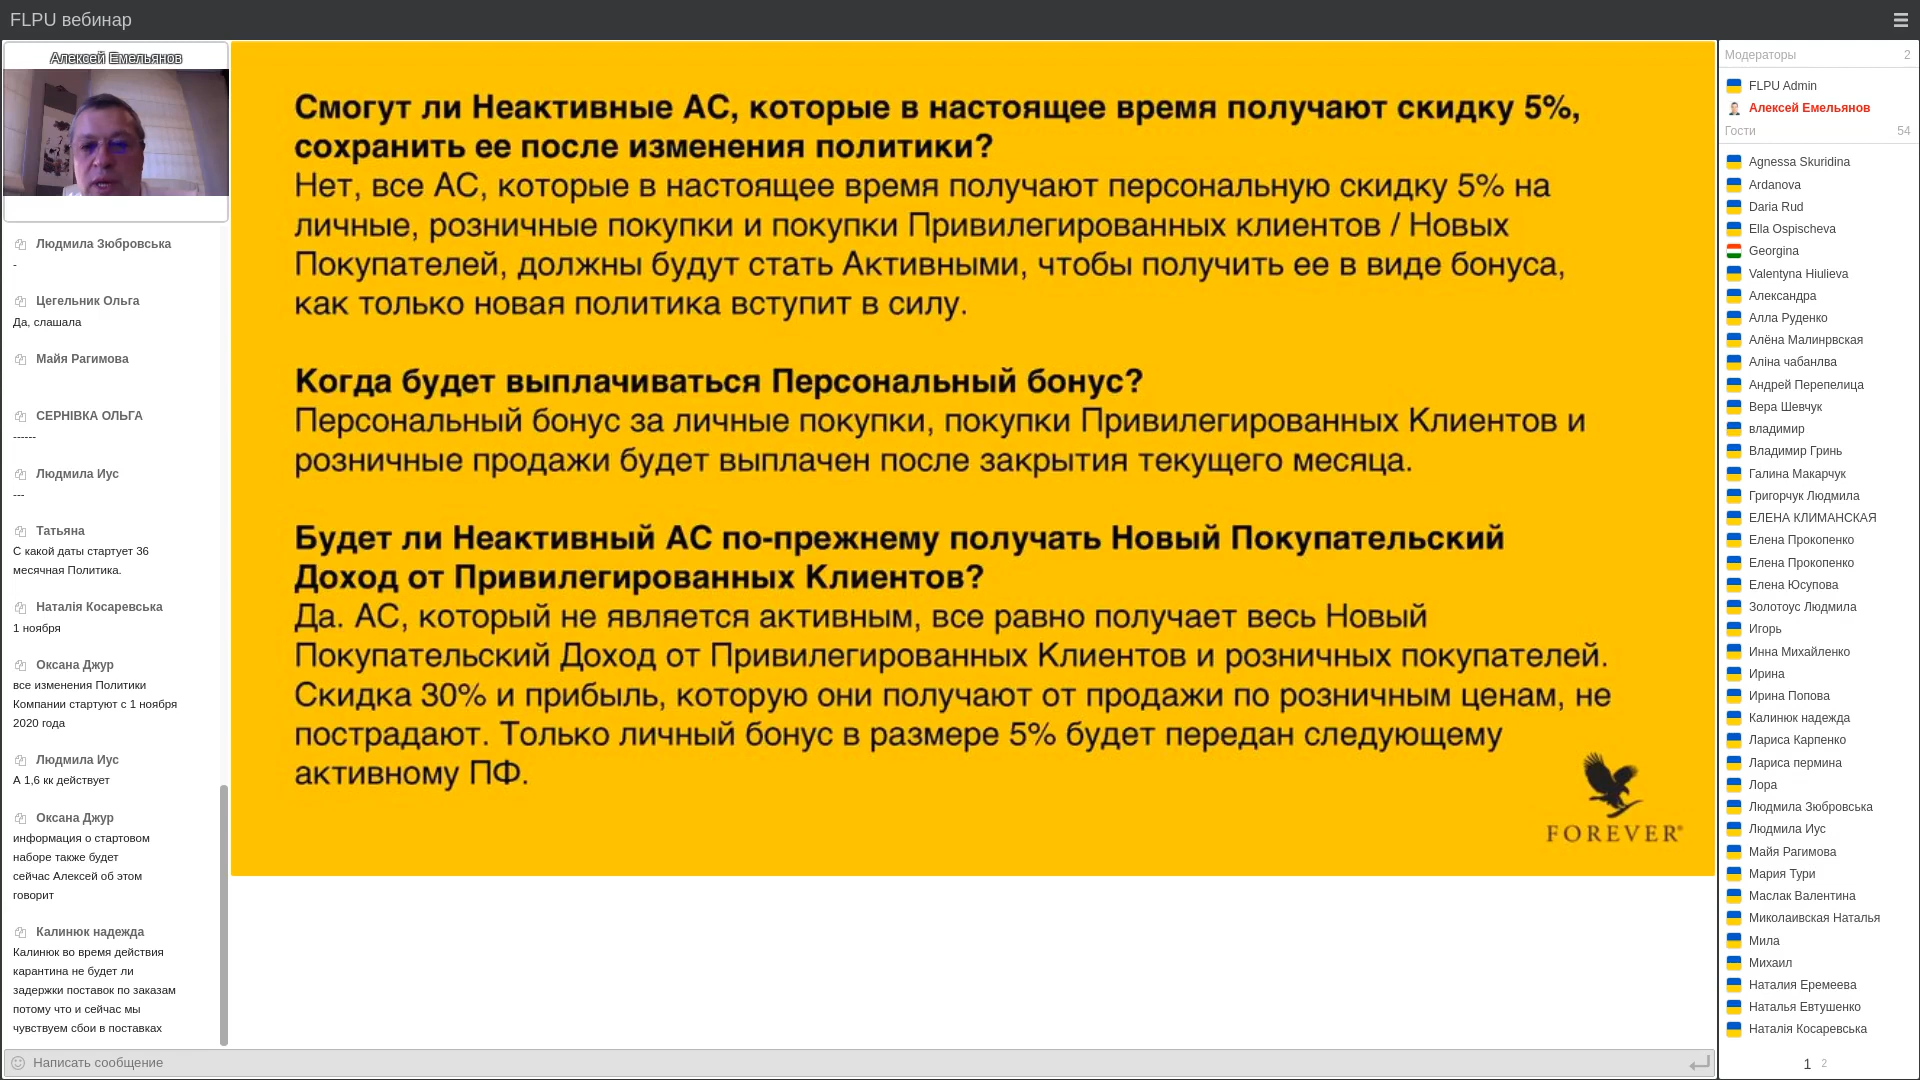 FLPU вебинар
Алексей Емельянов
Людмила Зюбровська
-
Цегельник Ольга
Да, слашала
Майя Рагимова
СЕРНІВКА ОЛЬГА
------
Людмила Иус
---
Татьяна
С какой даты стартует 36
месячная Политика.
Наталія Косаревська
1 ноября
Оксана Джур
все изменения Политики
Компании стартуют с 1 ноября
2020 года
Людмила Иус
А 1,6 кк действует
Оксана Джур
информация о стартовом
наборе также будет
сейчас Алексей об этом
говорит
Калинюк надежда
Калинюк во время действия
карантина не будет ли
задержки поставок по заказам
потому что и сейчас мы
чувствуем сбои в поставках
Написать сообщение
Смогут ли Неактивные АС, которые в настоящее время получают скидку 5%,
сохранить ее после изменения политики?
Нет, все АС, которые в настоящее время получают персональную скидку 5% на
личные, розничные покупки и покупки Привилегированных клиентов / Новых
Покупателей, должны будут стать Активными, чтобы получить ее в виде бонуса,
как только новая политика вступит в силу.
Когда будет выплачиваться Персональный бонус?
Персональный бонус за личные покупки, покупки Привилегированных Клиентов и
розничные продажи будет выплачен после закрытия текущего месяца.
Будет ли Неактивный АС по-прежнему получать Новый Покупательский
Доход от Привилегированных Клиентов?
Да. АС, который не является активным, все равно получает весь Новый
Покупательский Доход от Привилегированных Клиентов и розничных покупателей.
Скидка 30% и прибыль, которую они получают от продажи по розничным ценам, не
пострадают. Только личный бонус в размере 5% будет передан следующему
активному ПФ.
FOREVER®
Модераторы 2
FLPU Admin
Алексей Емельянов
Гости 54
Agnessa Skuridina
Ardanova
Daria Rud
Ella Ospischeva
Georgina
Valentyna Hiulieva
Александра
Алла Руденко
Алёна Малинрвская
Аліна чабанлва
Андрей Перепелица
Вера Шевчук
владимир
Владимир Гринь
Галина Макарчук
Григорчук Людмила
ЕЛЕНА КЛИМАНСКАЯ
Елена Прокопенко
Елена Прокопенко
Елена Юсупова
Золотоус Людмила
Игорь
Инна Михайленко
Ирина
Ирина Попова
Калинюк надежда
Лариса Карпенко
Лариса пермина
Лора
Людмила Зюбровська
Людмила Иус
Майя Рагимова
Мария Тури
Маслак Валентина
Миколаивская Наталья
Мила
Михаил
Наталия Еремеева
Наталья Евтушенко
Наталія Косаревська
1 2